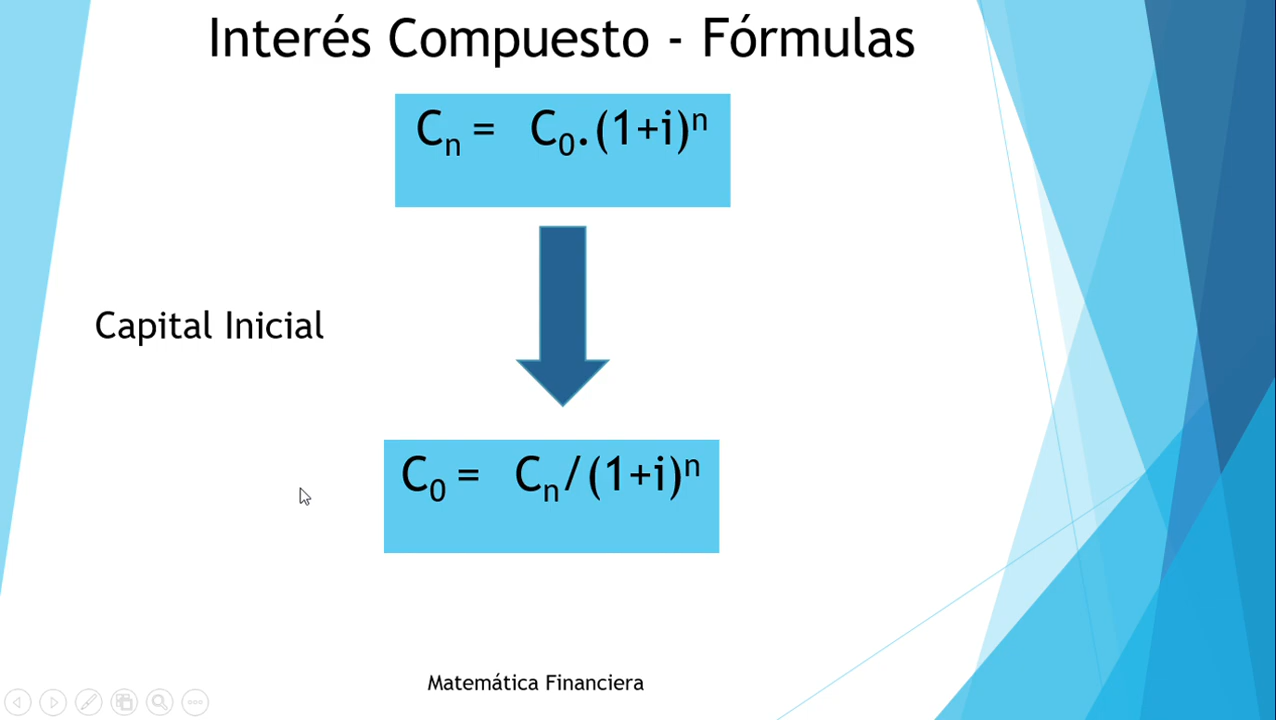 Interés Compuesto - Fórmulas
Cₙ = C₀.(1+i)ⁿ
Capital Inicial
C₀ = Cₙ/(1+i)ⁿ
Matemática Financiera